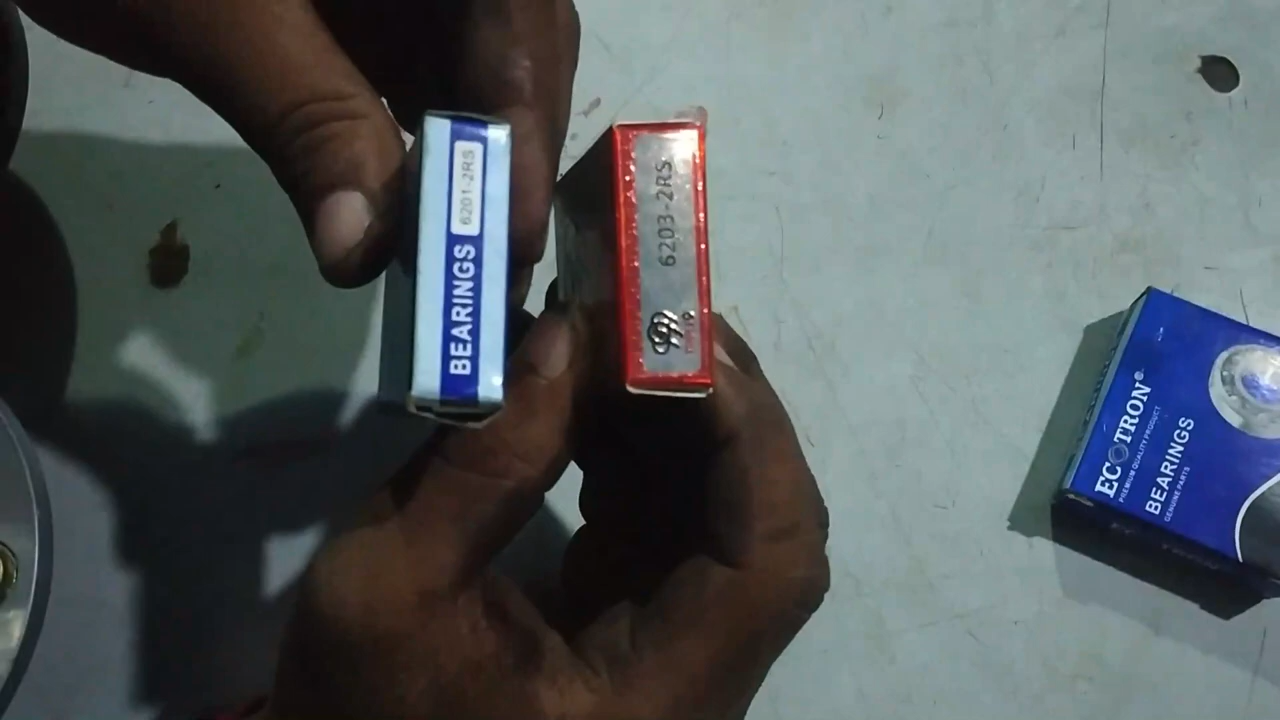 BEARINGS 6201-2RS
6203-2RS
ECOTRON®
PREMIUM QUALITY PRODUCT
BEARINGS
GENUINE PARTS